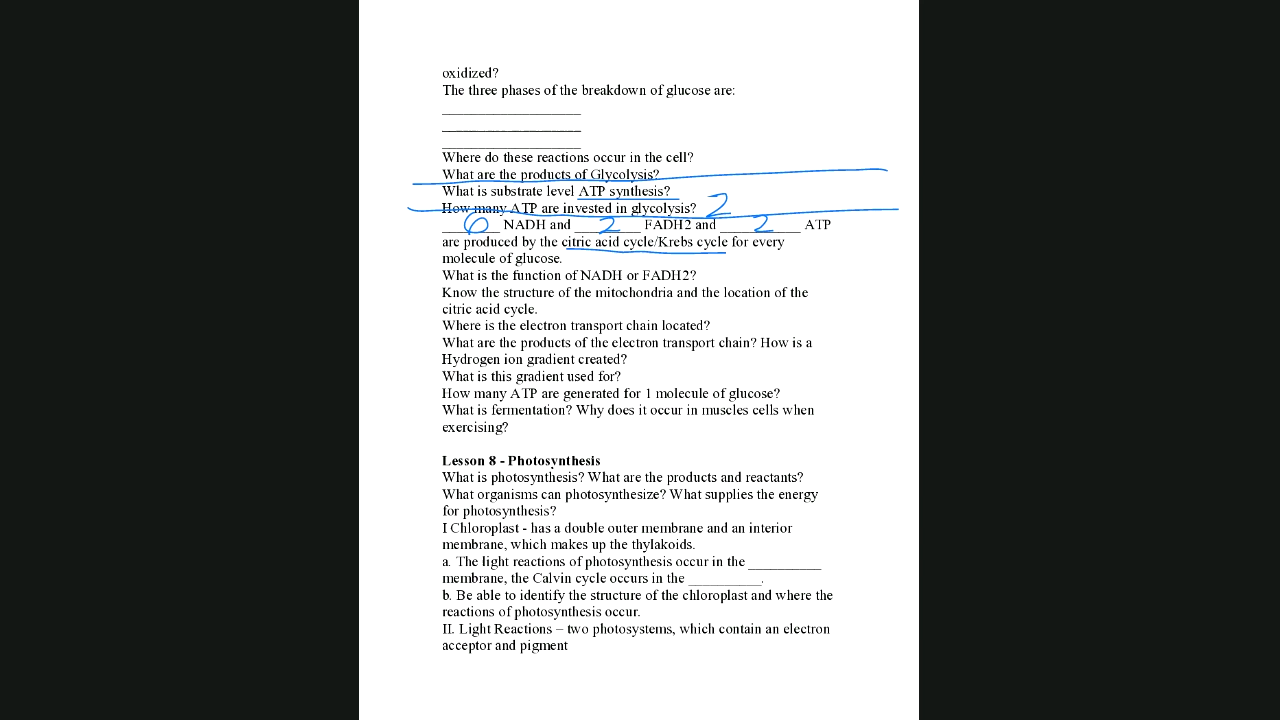 oxidized?
The three phases of the breakdown of glucose are:
____________________
____________________
____________________
Where do these reactions occur in the cell?
What are the products of Glycolysis?
What is substrate level ATP synthesis?
How many ATP are invested in glycolysis? 2
6 NADH and 2 FADH2 and 2 ATP
are produced by the citric acid cycle/Krebs cycle for every
molecule of glucose.
What is the function of NADH or FADH2?
Know the structure of the mitochondria and the location of the
citric acid cycle.
Where is the electron transport chain located?
What are the products of the electron transport chain? How is a
Hydrogen ion gradient created?
What is this gradient used for?
How many ATP are generated for 1 molecule of glucose?
What is fermentation? Why does it occur in muscles cells when
exercising?
Lesson 8 - Photosynthesis
What is photosynthesis? What are the products and reactants?
What organisms can photosynthesize? What supplies the energy
for photosynthesis?
I Chloroplast - has a double outer membrane and an interior
membrane, which makes up the thylakoids.
a. The light reactions of photosynthesis occur in the __________
membrane, the Calvin cycle occurs in the __________.
b. Be able to identify the structure of the chloroplast and where the
reactions of photosynthesis occur.
II. Light Reactions – two photosystems, which contain an electron
acceptor and pigment